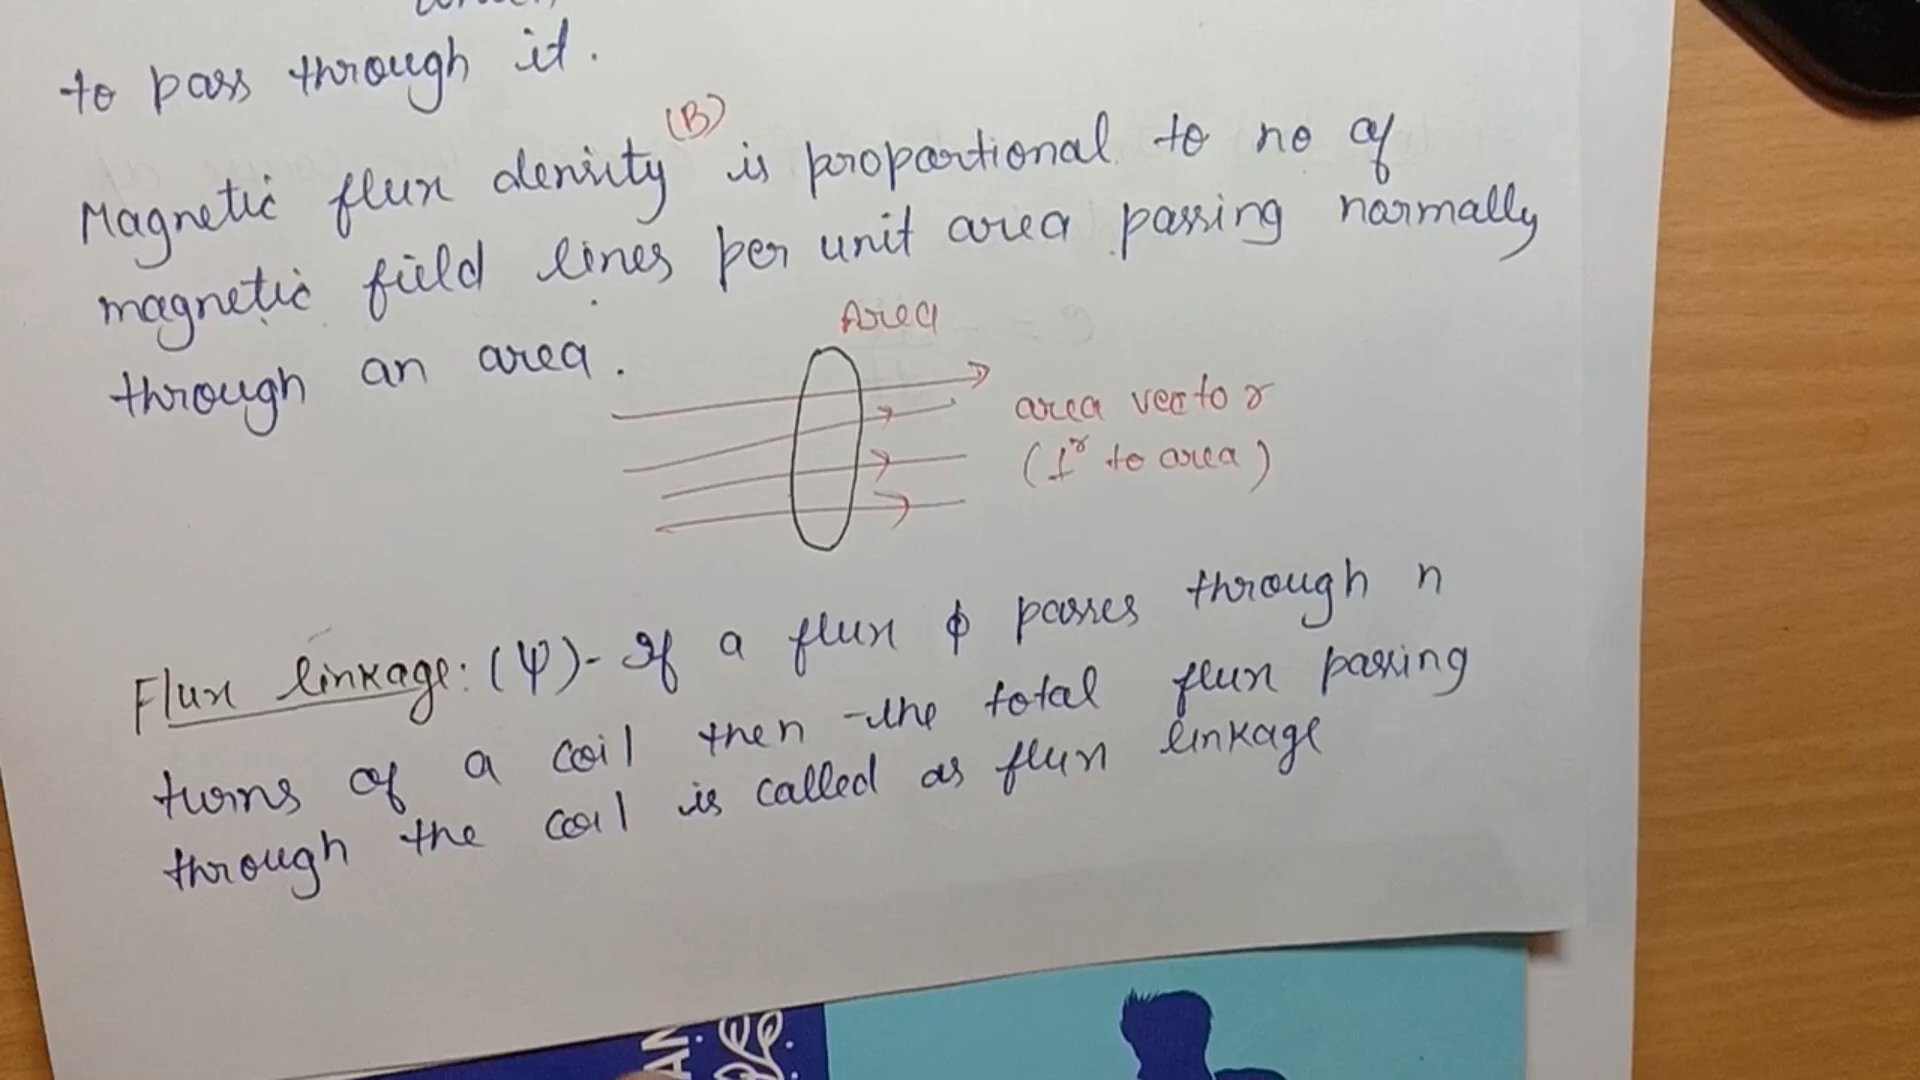 to pass through it.
(B)
Magnetic flux density is proportional to no of
magnetic field lines per unit area passing normally
through an area.
Area
area vector
(⊥r to area)
Flux linkage: (ψ)- If a flux ϕ passes through n
turns of a coil then the total flux passing
through the coil is called as flux linkage
AN